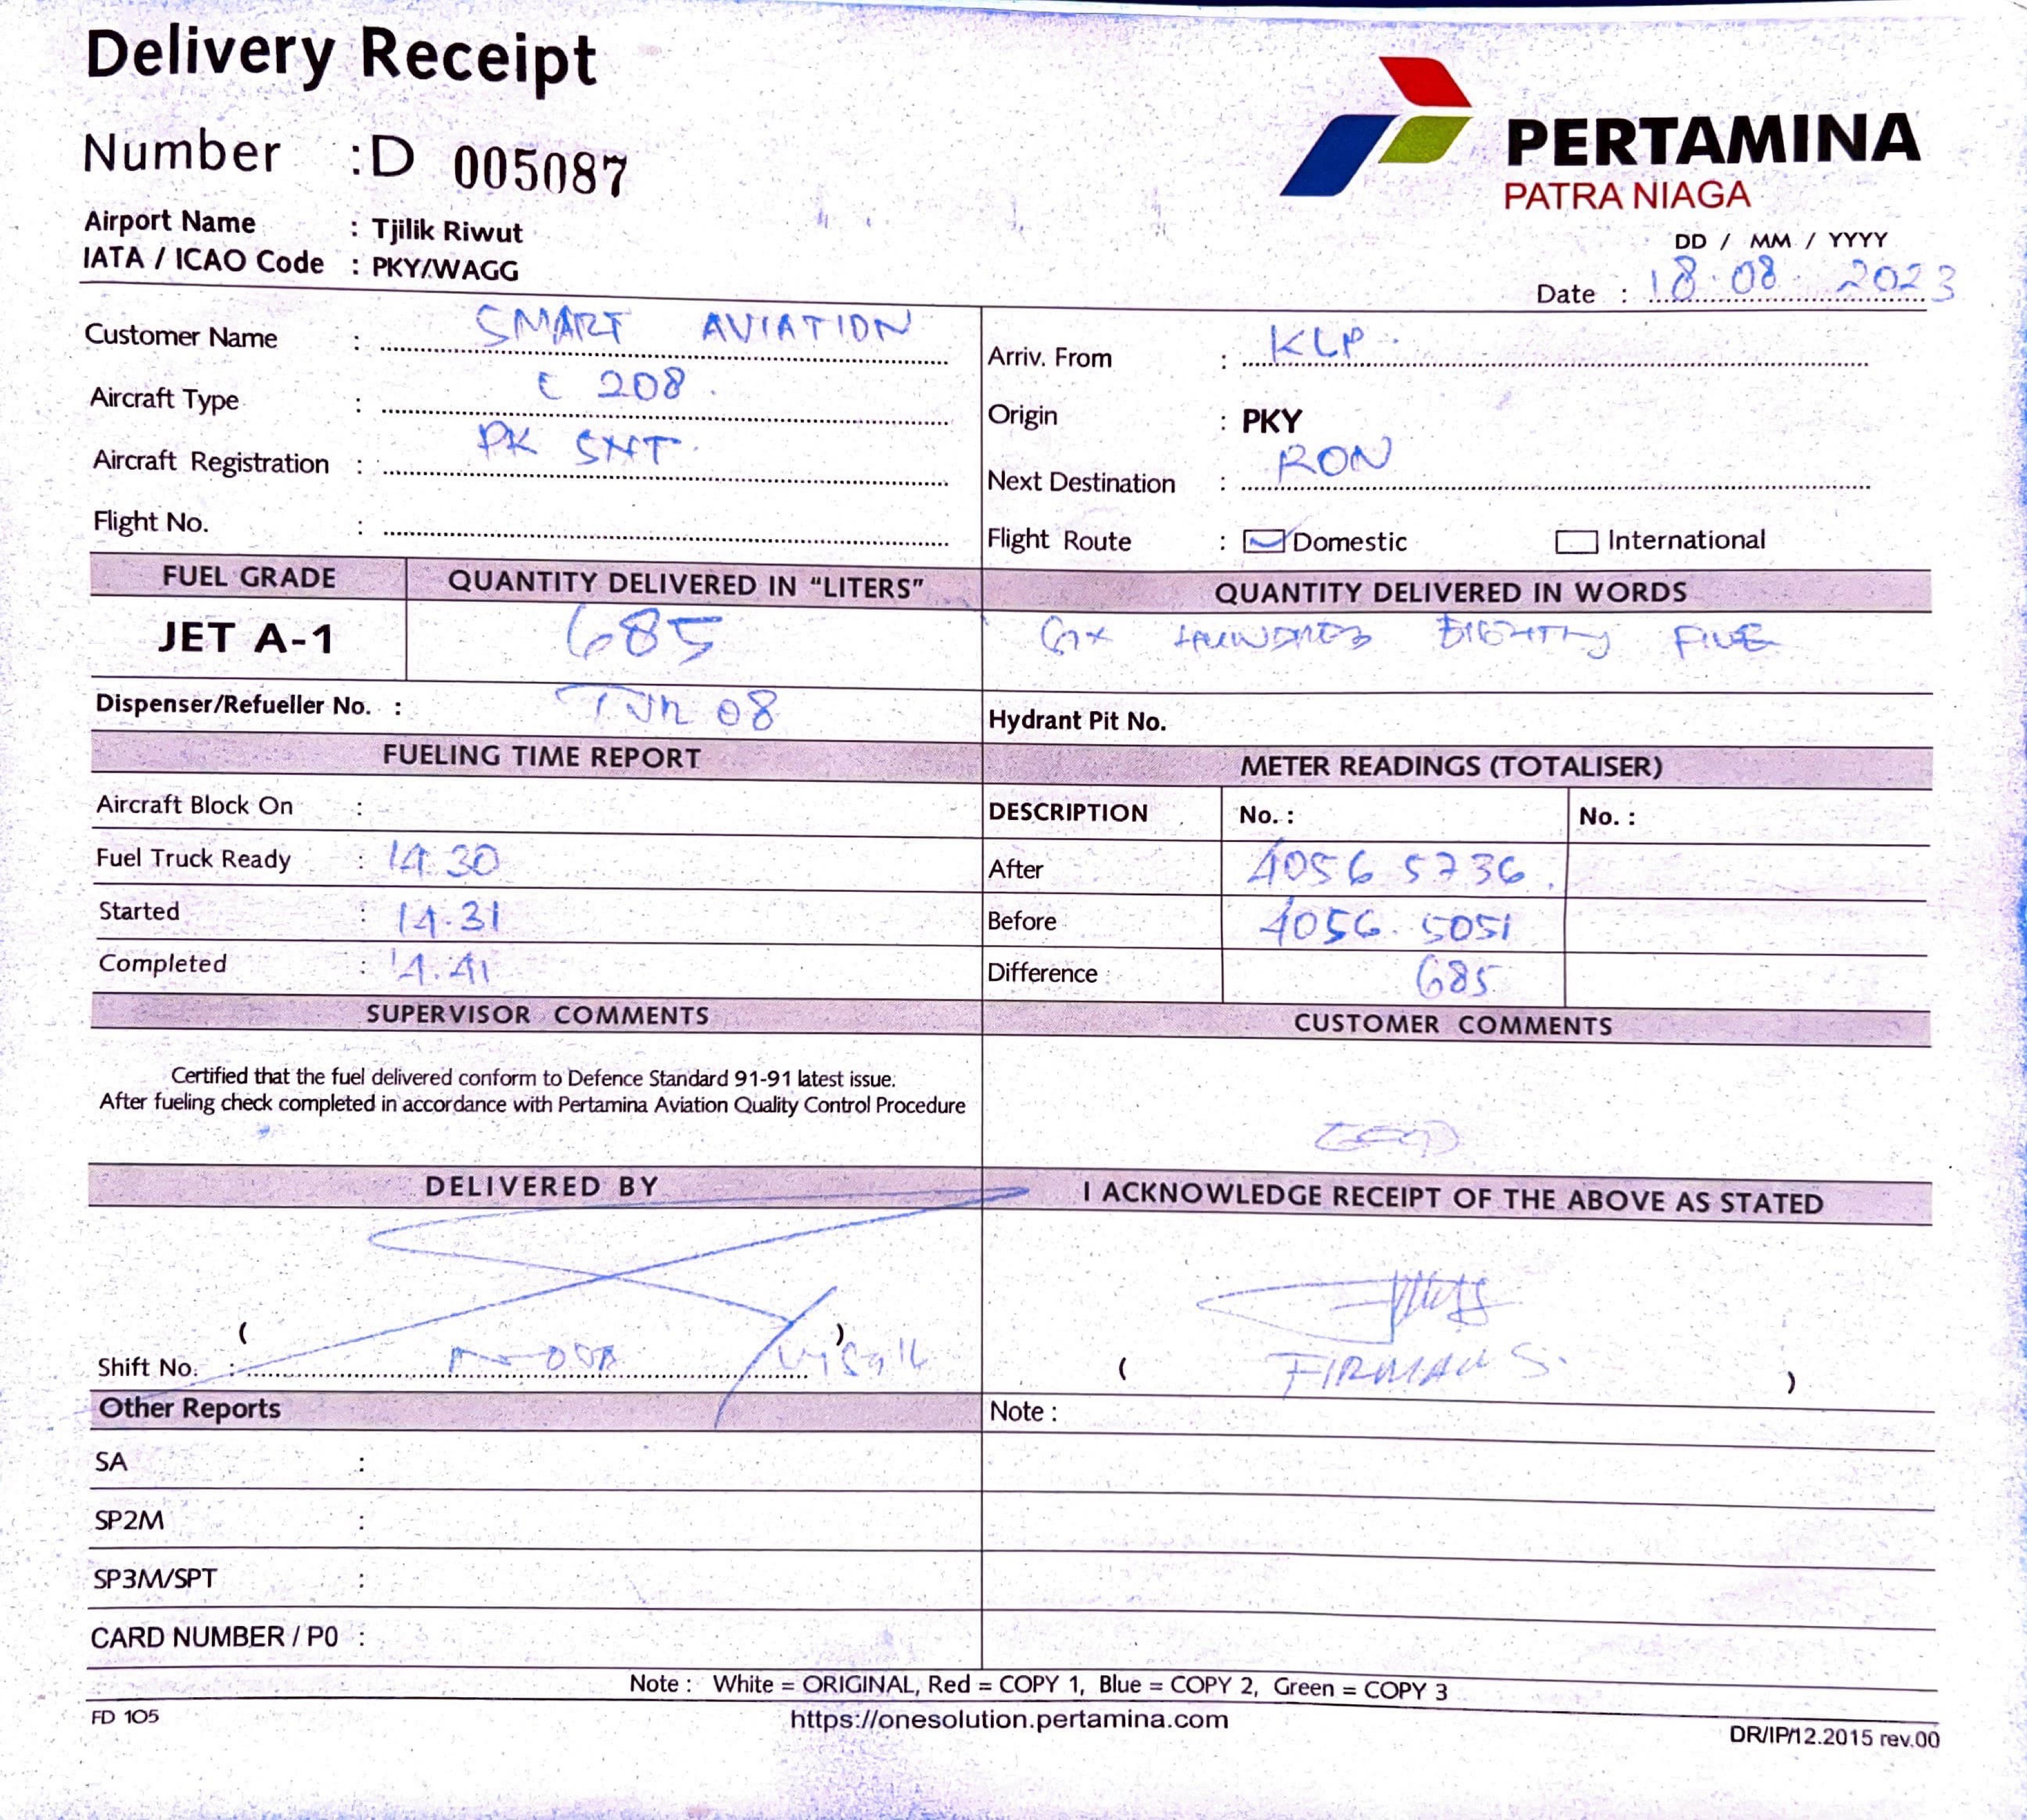 Delivery Receipt
Number : D 005087
PERTAMINA
PATRA NIAGA
Airport Name : Tjilik Riwut
IATA / ICAO Code : PKY/WAGG
DD / MM / YYYY
Date : 18.08.2023
Customer Name : SMART AVIATION
Arriv. From : KLP
Aircraft Type : C 208
Origin : PKY
Aircraft Registration : PK SNT
Next Destination : RON
Flight No. :
Flight Route : Domestic International
FUEL GRADE QUANTITY DELIVERED IN "LITERS" QUANTITY DELIVERED IN WORDS
JET A-1 685 Six HUNDRED EIGHTY FIVE
Dispenser/Refueller No. : 08
Hydrant Pit No.
FUELING TIME REPORT METER READINGS (TOTALISER)
Aircraft Block On : DESCRIPTION No. : No. :
Fuel Truck Ready : 14.30 After 4056 5736
Started : 14.31 Before 4056.5051
Completed : 14.41 Difference 685
SUPERVISOR COMMENTS CUSTOMER COMMENTS
Certified that the fuel delivered conform to Defence Standard 91-91 latest issue.
After fueling check completed in accordance with Pertamina Aviation Quality Control Procedure
DELIVERED BY I ACKNOWLEDGE RECEIPT OF THE ABOVE AS STATED
( )
Shift No. :
( FIRMAN S. )
Other Reports Note :
SA :
SP2M :
SP3M/SPT :
CARD NUMBER / P0 :
Note : White = ORIGINAL, Red = COPY 1, Blue = COPY 2, Green = COPY 3
FD 105 https://onesolution.pertamina.com DR/IP/12.2015 rev.00